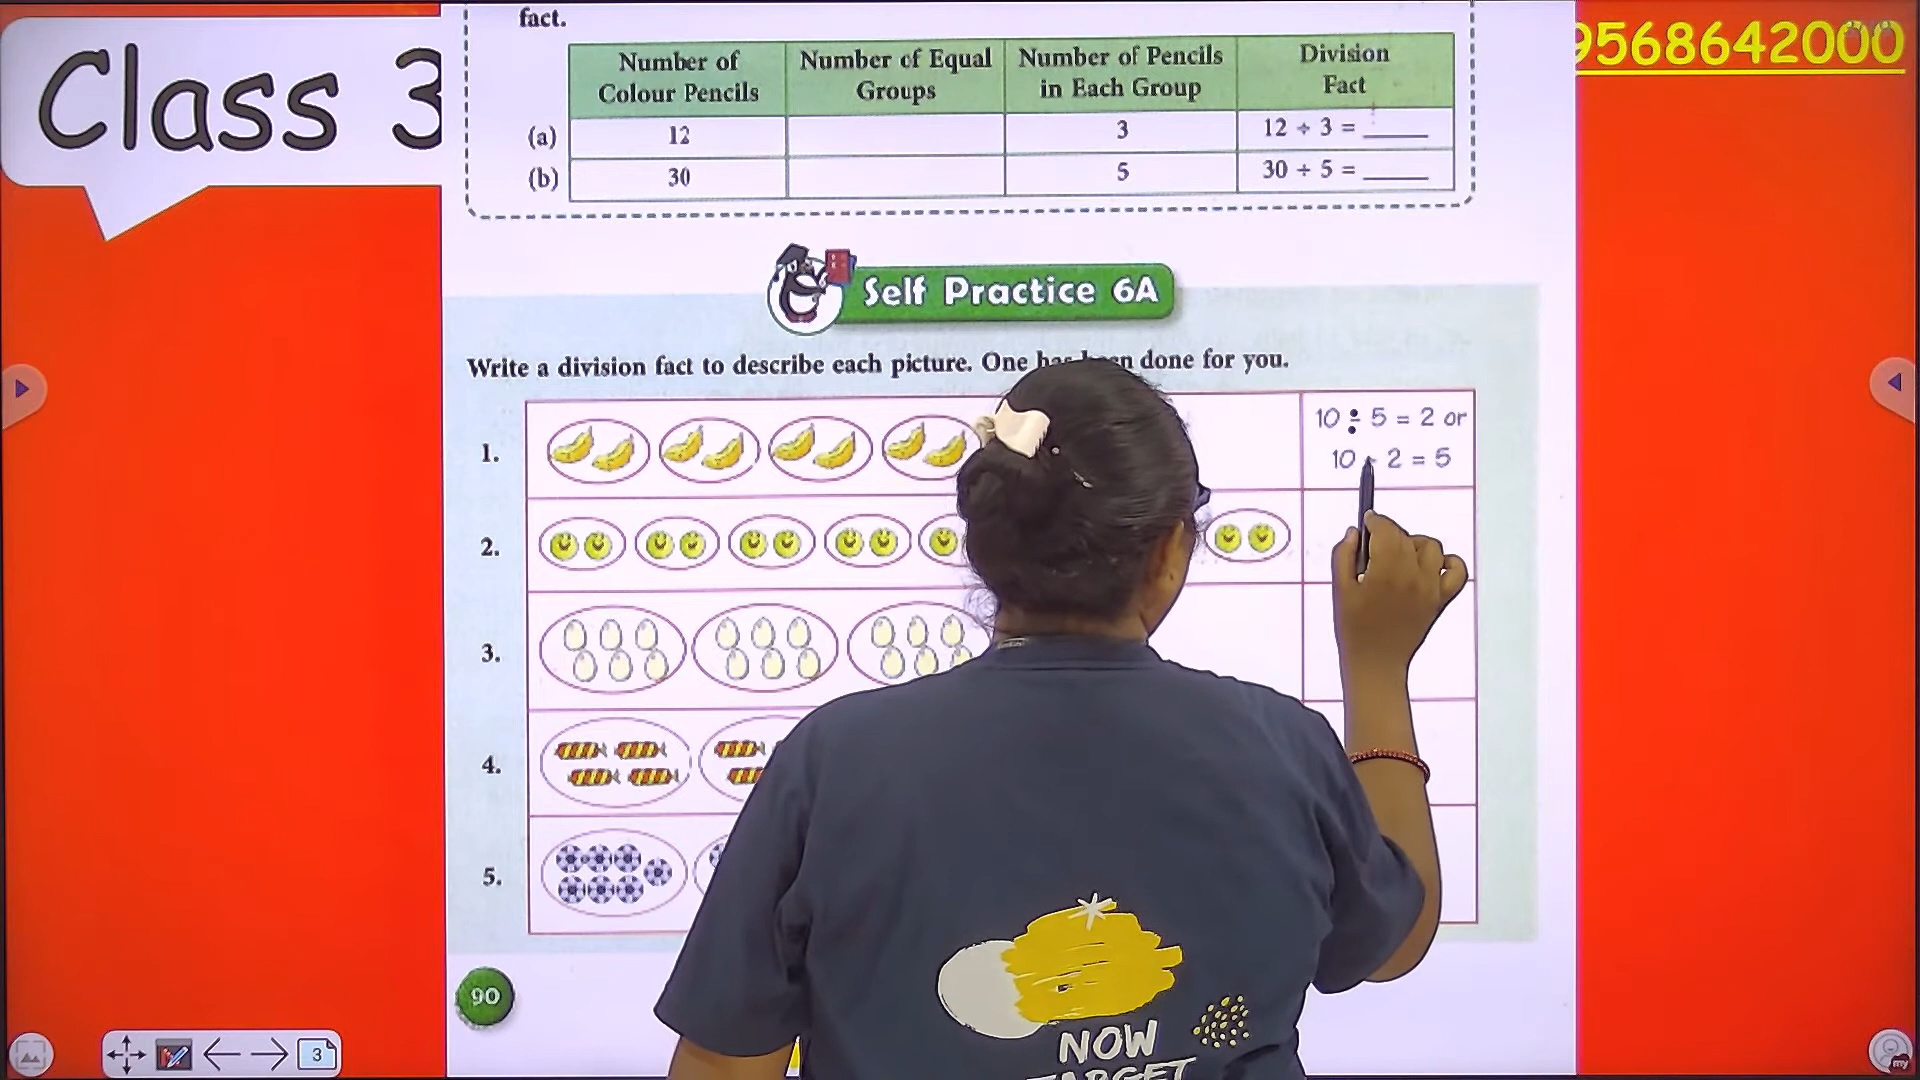 fact.
Class 3
9568642000
Number of Colour Pencils
Number of Equal Groups
Number of Pencils in Each Group
Division Fact
(a) 12 3 12 ÷ 3 = ____
(b) 30 5 30 ÷ 5 = ____
Self Practice 6A
Write a division fact to describe each picture. One has been done for you.
1. 10 ÷ 5 = 2 or
10 ÷ 2 = 5
2.
3.
4.
5.
90
NOW
TARGET
3